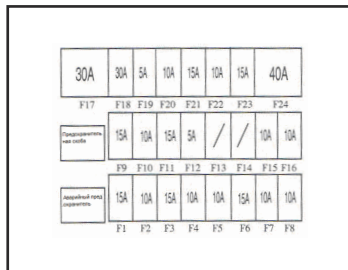 30A 30A 5A 10A 15A 10A 15A 40A
F17 F18 F19 F20 F21 F22 F23 F24
Предохранитель
ная скоба
15A 10A 15A 5A / / 10A 10A
F9 F10 F11 F12 F13 F14 F15 F16
Аварийный пред
охранитель
15A 10A 15A 10A 10A 15A 10A 10A
F1 F2 F3 F4 F5 F6 F7 F8